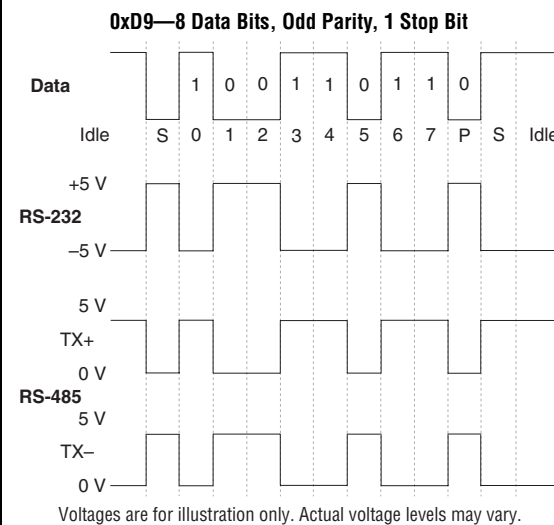 0xD9—8 Data Bits, Odd Parity, 1 Stop Bit
Data 1 0 0 1 1 0 1 1 0
Idle S 0 1 2 3 4 5 6 7 P S Idle
+5 V
RS-232
–5 V
5 V
TX+
0 V
RS-485
5 V
TX–
0 V
Voltages are for illustration only. Actual voltage levels may vary.